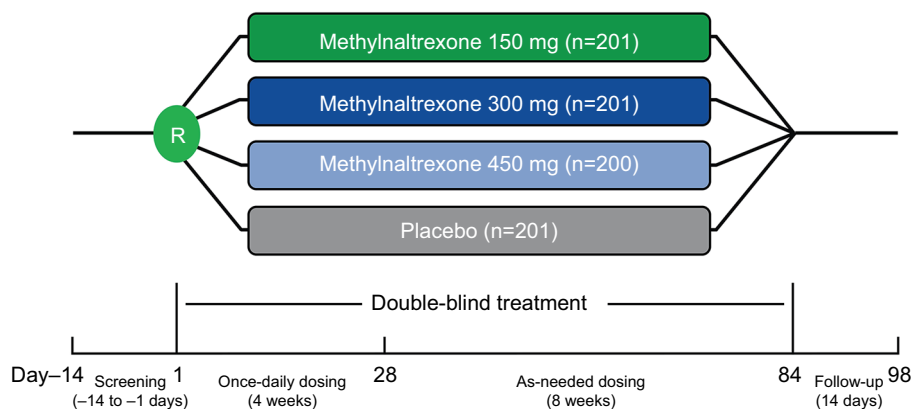 Methylnaltrexone 150 mg (n=201)
Methylnaltrexone 300 mg (n=201)
R
Methylnaltrexone 450 mg (n=200)
Placebo (n=201)
Double-blind treatment
Day–14 1 28 84 98
Screening Once-daily dosing As-needed dosing Follow-up
(–14 to –1 days) (4 weeks) (8 weeks) (14 days)